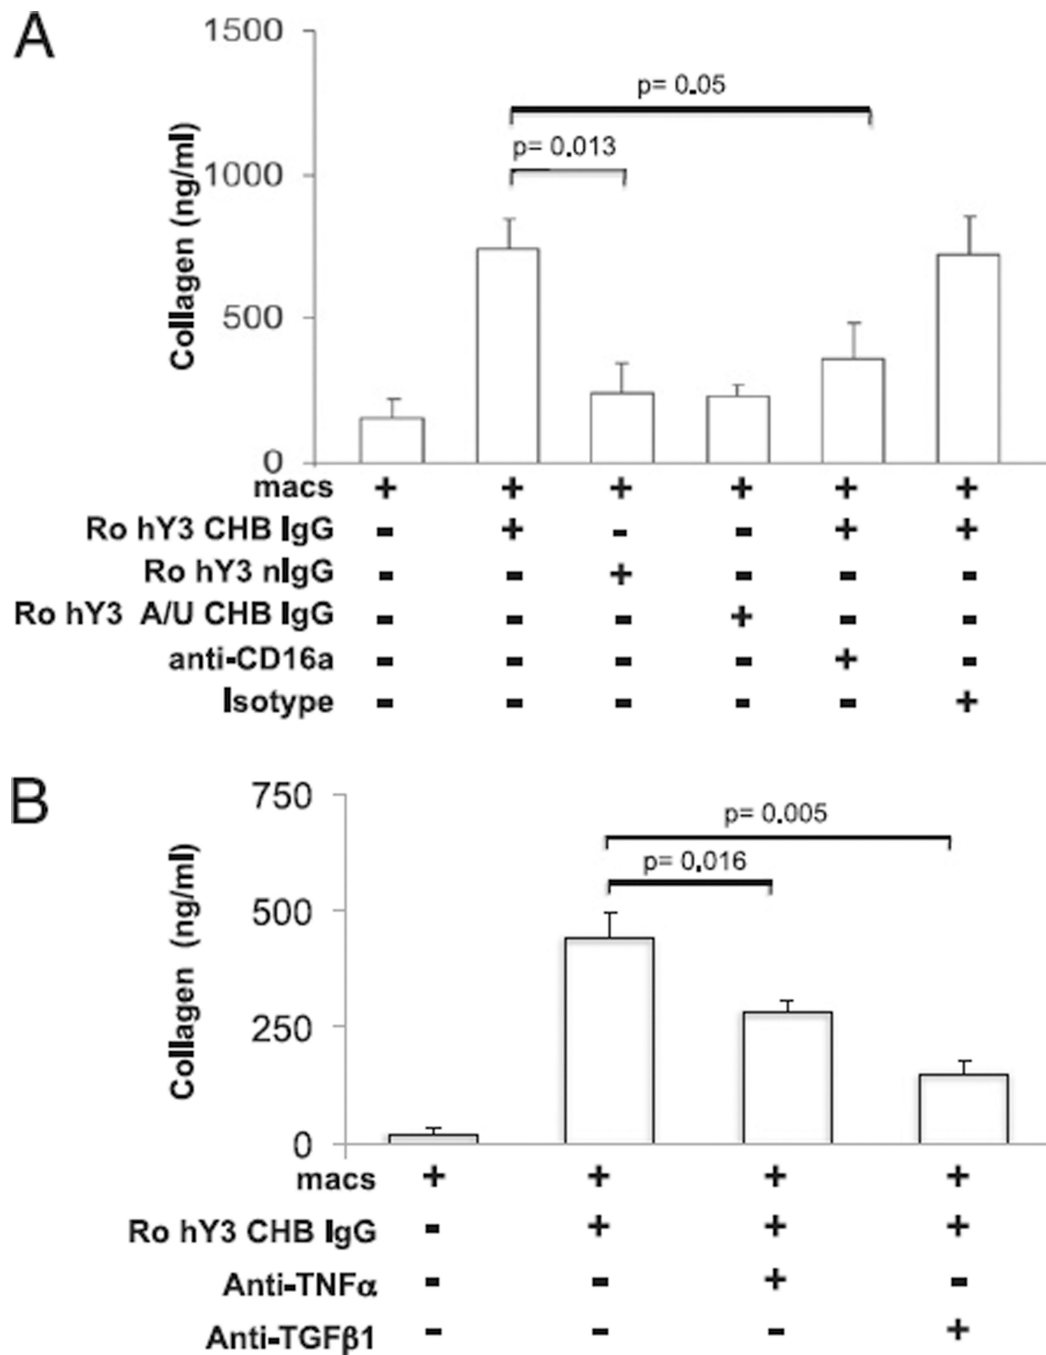 A
1500
p= 0.05
p= 0.013
1000
Collagen (ng/ml)
500
0
macs + + + + + +
Ro hY3 CHB IgG - + - - + +
Ro hY3 nIgG - - + - - -
Ro hY3 A/U CHB IgG - - - + - -
anti-CD16a - - - - + -
Isotype - - - - - +
B
750
p= 0.005
p= 0.016
500
Collagen (ng/ml)
250
0
macs + + + +
Ro hY3 CHB IgG - + + +
Anti-TNFα - - + -
Anti-TGFβ1 - - - +